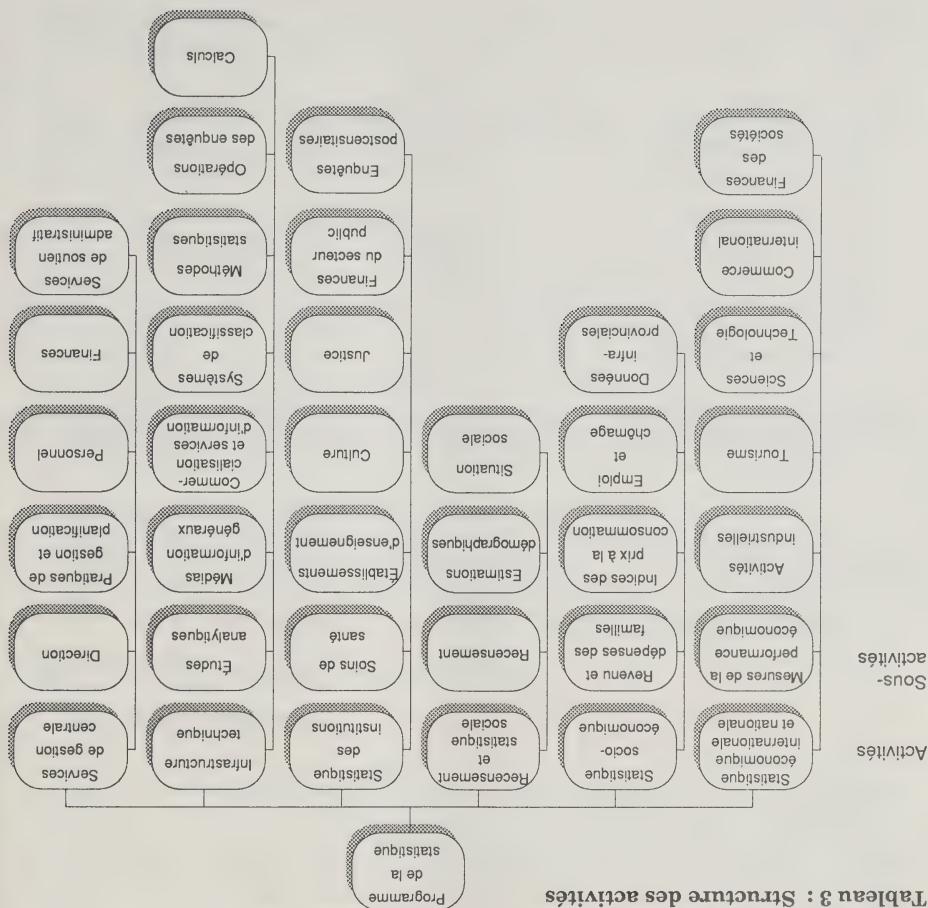 Tableau 3 : Structure des activités
Programme
de la
statistique
Activités
Sous-
activités
Statistique
économique
internationale
et nationale
Mesures de la
performance
économique
Activités
industrielles
Tourisme
Sciences
et
Technologie
Commerce
international
Finances
des
sociétés
Statistique
socio-
économique
Revenu et
dépenses des
familles
Indices des
prix à la
consommation
Emploi
et
chômage
Données
infra-
provinciales
Recensement
et
statistique
sociale
Recensement
Estimations
démographiques
Situation
sociale
Statistique
des
institutions
Soins de
santé
Établissements
d'enseignement
Culture
Justice
Finances
du secteur
public
Enquêtes
postcensitaires
Infrastructure
technique
Études
analytiques
Médias
d'information
généraux
Commer-
cialisation
et services
d'information
Systèmes
de
classification
Méthodes
statistiques
Opérations
des enquêtes
Calculs
Services
de gestion
centrale
Direction
Pratiques de
gestion et
planification
Personnel
Finances
Services
de soutien
administratif